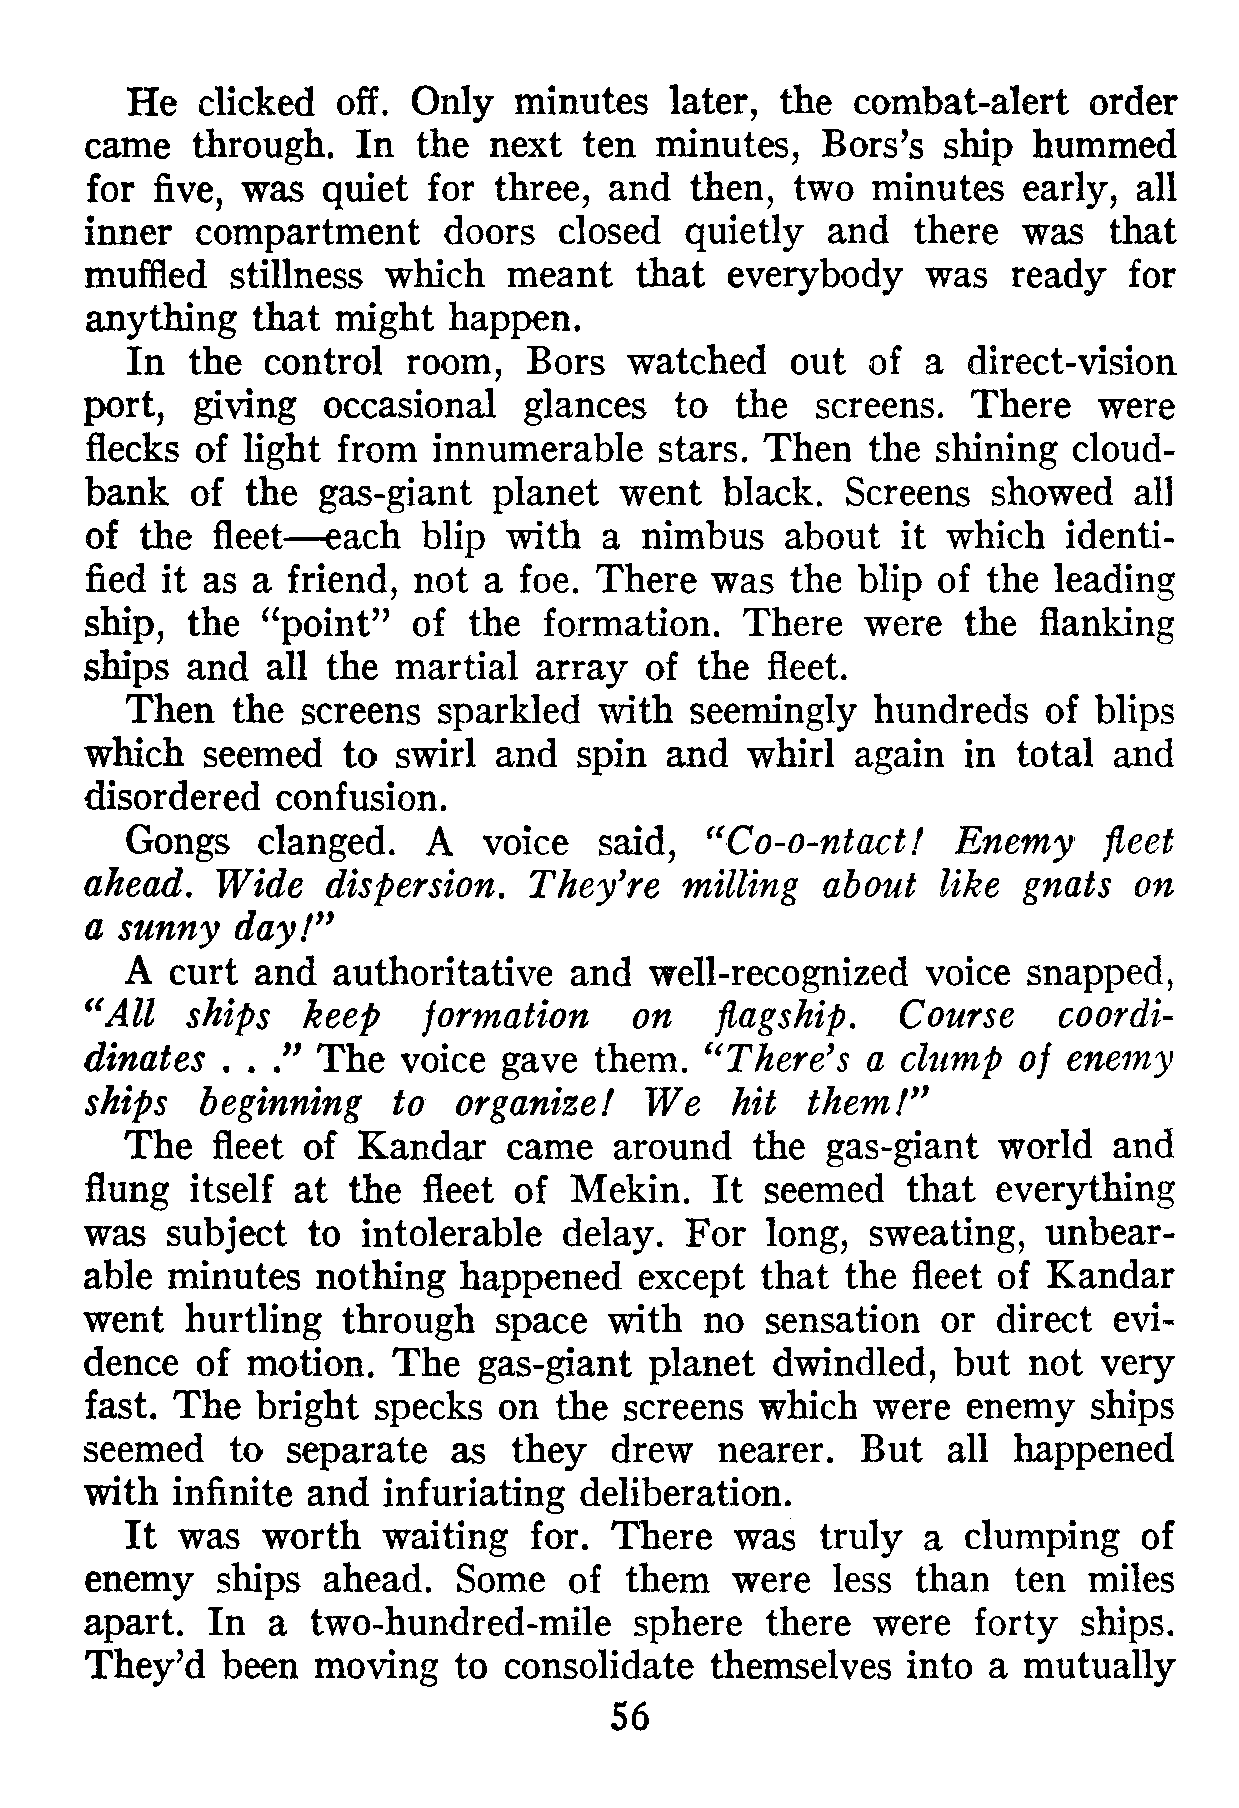 He clicked off. Only minutes later, the combat-alert order
came through. In the next ten minutes, Bors's ship hummed
for five, was quiet for three, and then, two minutes early, all
inner compartment doors closed quietly and there was that
muffled stillness which meant that everybody was ready for
anything that might happen.
In the control room, Bors watched out of a direct-vision
port, giving occasional glances to the screens. There were
flecks of light from innumerable stars. Then the shining cloud-
bank of the gas-giant planet went black. Screens showed all
of the fleet—each blip with a nimbus about it which identi-
fied it as a friend, not a foe. There was the blip of the leading
ship, the “point” of the formation. There were the flanking
ships and all the martial array of the fleet.
Then the screens sparkled with seemingly hundreds of blips
which seemed to swirl and spin and whirl again in total and
disordered confusion.
Gongs clanged. A voice said, “Co-o-ntact! Enemy fleet
ahead. Wide dispersion. They're milling about like gnats on
a sunny day!”
A curt and authoritative and well-recognized voice snapped,
“All ships keep formation on flagship. Course coordi-
dinates . . .” The voice gave them. “There's a clump of enemy
ships beginning to organize! We hit them!”
The fleet of Kandar came around the gas-giant world and
flung itself at the fleet of Mekin. It seemed that everything
was subject to intolerable delay. For long, sweating, unbear-
able minutes nothing happened except that the fleet of Kandar
went hurtling through space with no sensation or direct evi-
dence of motion. The gas-giant planet dwindled, but not very
fast. The bright specks on the screens which were enemy ships
seemed to separate as they drew nearer. But all happened
with infinite and infuriating deliberation.
It was worth waiting for. There was truly a clumping of
enemy ships ahead. Some of them were less than ten miles
apart. In a two-hundred-mile sphere there were forty ships.
They'd been moving to consolidate themselves into a mutually
56